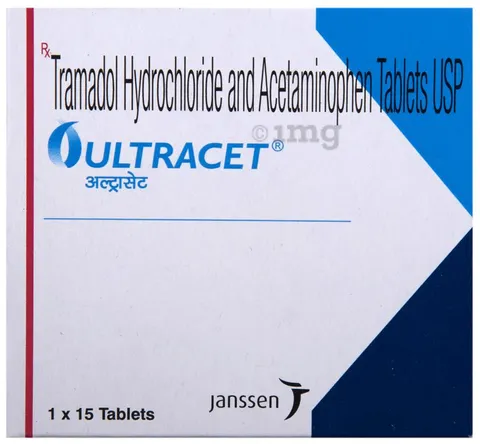 Rx Tramadol Hydrochloride and Acetaminophen Tablets USP
© 1mg
ULTRACET®
अल्ट्रासेट
janssen
1 x 15 Tablets